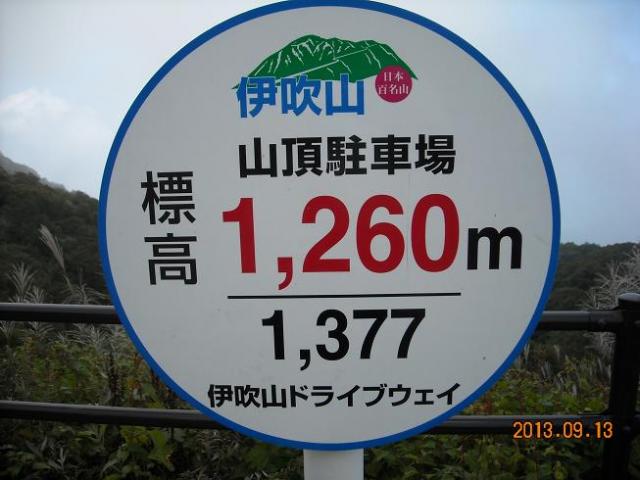 伊吹山
日本
百名山
山頂駐車場
標高
1,260m
1,377
伊吹山ドライブウェイ
2013.09.13